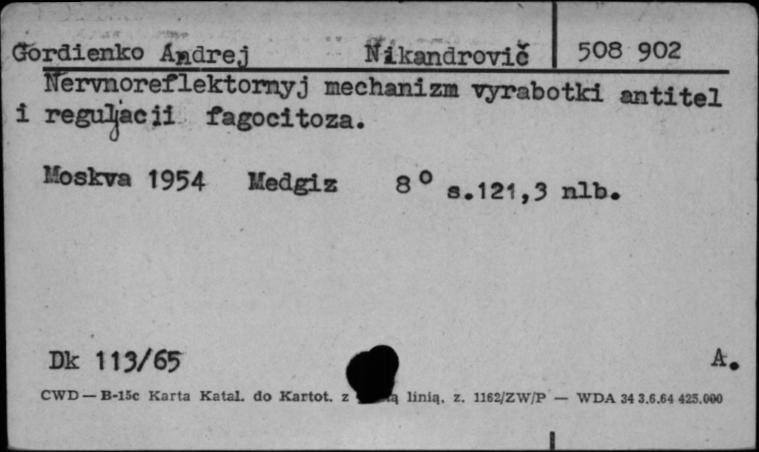 Gordienko Andrej Nikandrovič 508 902
Nervnoreflektornyj mechanizm vyrabotki antitel
i reguljacji fagocitoza.
Moskva 1954 Medgiz 8° s.121,3 nlb.
Dk 113/65 A.
CWD — B-15c Karta Katal. do Kartot. z linią. z. 1162/ZW/P — WDA 34 3.6.64 425.000